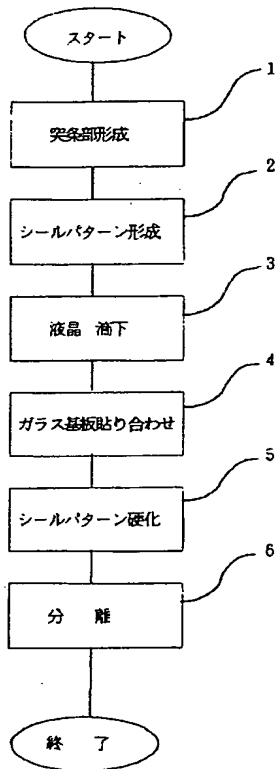 スタート
1
突条部形成
2
シールパターン形成
3
液晶 滴下
4
ガラス基板貼り合わせ
5
シールパターン硬化
6
分 離
終 了